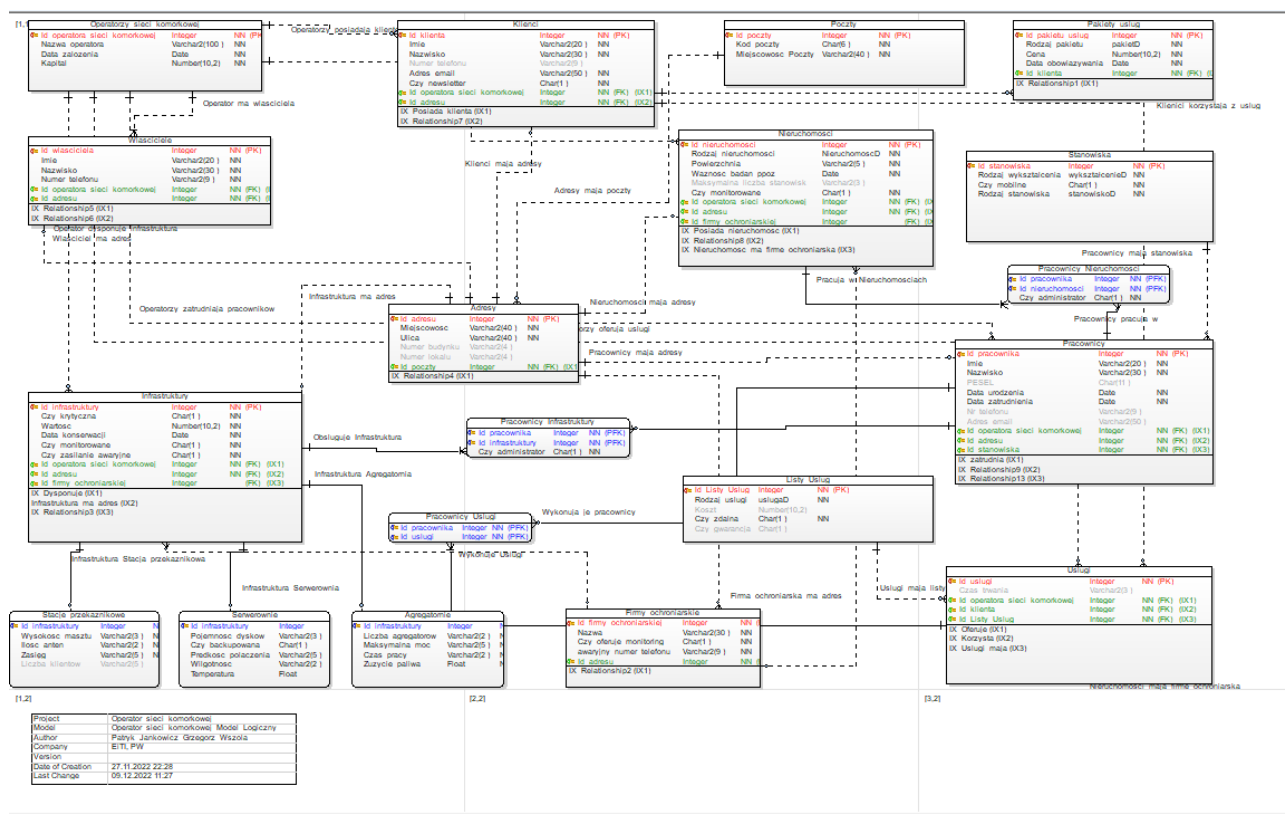 [1,1]
Operatorzy sieci komorkowej
Id operatora sieci komorkowej Integer NN (PK)
Nazwa operatora Varchar2(100 ) NN
Data zalozenia Date NN
Kapital Number(10,2) NN
Operatorzy posiadaja klientow
Klienci
Id klienta Integer NN (PK)
Imie Varchar2(20 ) NN
Nazwisko Varchar2(30 ) NN
Numer telefonu Varchar2(9 )
Adres email Varchar2(50 ) NN
Czy newsletter Char(1 ) NN
Id operatora sieci komorkowej Integer NN (FK) (IX1)
Id adresu Integer NN (FK) (IX2)
IX Posiada klienta (IX1)
IX Relationship7 (IX2)
Poczty
Id poczty Integer NN (PK)
Kod poczty Char(6 ) NN
Miejscowosc Poczty Varchar2(40 ) NN
Pakiety uslug
Id pakietu uslug Integer NN (PK)
Rodzaj pakietu pakietD NN
Cena Number(10,2) NN
Data obowiazywania Date NN
Id klienta Integer NN (FK)
IX Relationship1 (IX1)
Operator ma wlasciciela
Klienici korzystaja z uslug
Wlasciciele
Id wlasciciela Integer NN (PK)
Imie Varchar2(20 ) NN
Nazwisko Varchar2(30 ) NN
Numer telefonu Varchar2(9 ) NN
Id operatora sieci komorkowej Integer NN (FK)
Id adresu Integer NN (FK)
IX Relationship5 (IX1)
IX Relationship6 (IX2)
Operator dysponuje infrastruktura
Wlasciciel ma adres
Klienci maja adresy
Adresy maja poczty
Nieruchomosci
Id nieruchomosci Integer NN (PK)
Rodzaj nieruchomosci NieruchomoscD NN
Powierzchnia Varchar2(5 ) NN
Waznosc badan ppoz Date NN
Maksymalna liczba stanowisk Varchar2(3 )
Czy monitorowane Char(1 ) NN
Id operatora sieci komorkowej Integer NN (FK)
Id adresu Integer NN (FK)
Id firmy ochroniarskiej Integer (FK)
IX Posiada nieruchomosc (IX1)
IX Relationship8 (IX2)
IX Nieruchomosc ma firme ochroniarska (IX3)
Stanowiska
Id stanowiska Integer NN (PK)
Rodzaj wyksztalcenia wyksztalcenieD NN
Czy mobilne Char(1 ) NN
Rodzaj stanowiska stanowiskoD NN
Pracownicy maja stanowiska
Pracuja w Nieruchomosciach
Pracownicy Nieruchomosci
Id pracownika Integer NN (PFK)
Id nieruchomosci Integer NN (PFK)
Czy administrator Char(1 ) NN
Pracownicy pracuje w
Infrastruktura ma adres
Operatorzy zatrudniaja pracownikow
Nieruchomosci maja adresy
Adresy
Id adresu Integer NN (PK)
Miejscowosc Varchar2(40 ) NN
Ulica Varchar2(40 ) NN
Numer budynku Varchar2(4 )
Numer lokalu Varchar2(4 )
Id poczty Integer NN (FK) (IX1)
IX Relationship4 (IX1)
orzy oferuja uslugi
Pracownicy maja adresy
Pracownicy
Id pracownika Integer NN (PK)
Imie Varchar2(20 ) NN
Nazwisko Varchar2(30 ) NN
PESEL Char(11 )
Data urodzenia Date NN
Data zatrudnienia Date NN
Nr telefonu Varchar2(9 )
Adres email Varchar2(50 )
Id operatora sieci komorkowej Integer NN (FK) (IX1)
Id adresu Integer NN (FK) (IX2)
Id stanowiska Integer NN (FK) (IX3)
IX zatrudnia (IX1)
IX Relationship9 (IX2)
IX Relationship13 (IX3)
Infrastruktury
Id infrastruktury Integer NN (PK)
Czy krytyczna Char(1 ) NN
Wartosc Number(10,2) NN
Data konserwacji Date NN
Czy monitorowane Char(1 ) NN
Czy zasilanie awaryjne Char(1 ) NN
Id operatora sieci komorkowej Integer NN (FK) (IX1)
Id adresu Integer NN (FK) (IX2)
Id firmy ochroniarskiej Integer (FK) (IX3)
IX Dysponuje (IX1)
Infrastruktura ma adres (IX2)
IX Relationship3 (IX3)
Obsluguje Infrastruktura
Pracownicy Infrastruktury
Id pracownika Integer NN (PFK)
Id infrastruktury Integer NN (PFK)
Czy administrator Char(1 ) NN
Infrastruktura Agregatornia
Listy Uslug
Id Listy Uslug Integer NN (PK)
Rodzaj uslugi uslugaD NN
Koszt Number(10,2)
Czy zdalna Char(1 ) NN
Czy gwarancja Char(1 )
Wykonuja je pracownicy
Pracownicy Uslugi
Id pracownika Integer NN (PFK)
Id uslugi Integer NN (PFK)
Wykonuje Uslugi
Infrastruktura Stacja przekaznikowa
Infrastruktura Serwerownia
Firma ochroniarska ma adres
Uslugi maja listy
Uslugi
Id uslugi Integer NN (PK)
Czas trwania Varchar2(3 )
Id operatora sieci komorkowej Integer NN (FK) (IX1)
Id klienta Integer NN (FK) (IX2)
Id Listy Uslug Integer NN (FK) (IX3)
IX Oferuje (IX1)
IX Korzysta (IX2)
IX Uslugi maja (IX3)
Nieruchomosci maja firme ochroniarska
Stacje przekaznikowe
Id infrastruktury Integer
Wysokosc masztu Varchar2(3 )
Ilosc anten Varchar2(2 )
Zasieg Varchar2(5 )
Liczba klientow Varchar2(5 )
Serwerownie
Id infrastruktury Integer
Pojemnosc dyskow Varchar2(3 )
Czy backupowana Char(1 )
Predkosc polaczenia Varchar2(5 )
Wilgotnosc Varchar2(2 )
Temperatura Float
Agregatornie
Id infrastruktury Integer
Liczba agregatorow Varchar2(2 )
Maksymalna moc Varchar2(5 )
Czas pracy Varchar2(2 )
Zuzycie paliwa Float
Firmy ochroniarskie
Id firmy ochroniarskiej Integer NN (PK)
Nazwa Varchar2(30 ) NN
Czy oferuje monitoring Char(1 ) NN
awaryjny numer telefonu Varchar2(9 ) NN
Id adresu Integer NN
IX Relationship2 (IX1)
[1,2]
[2,2]
[3,2]
Project Operator sieci komorkowej
Model Operator sieci komorkowej Model Logiczny
Author Patryk Jankowicz Grzegorz Wszola
Company EiTI, PW
Version
Date of Creation 27.11.2022 22:28
Last Change 09.12.2022 11:27